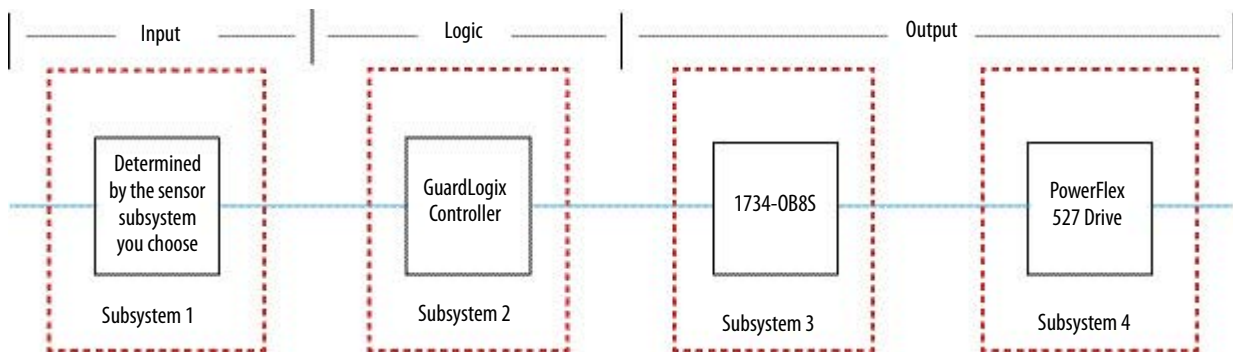 Input
Logic
Output
Determined
by the sensor
subsystem
you choose
GuardLogix
Controller
1734-OB8S
PowerFlex
527 Drive
Subsystem 1
Subsystem 2
Subsystem 3
Subsystem 4